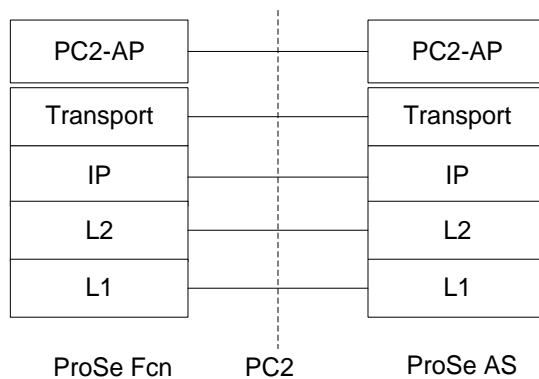 PC2-AP PC2-AP
Transport Transport
IP IP
L2 L2
L1 L1
ProSe Fcn PC2 ProSe AS